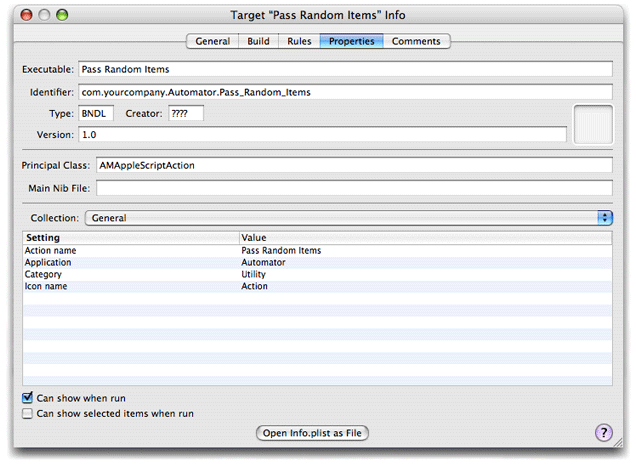 Target “Pass Random Items” Info
General Build Rules Properties Comments
Executable: Pass Random Items
Identifier: com.yourcompany.Automator.Pass_Random_Items
Type: BNDL Creator: ????
Version: 1.0
Principal Class: AMAppleScriptAction
Main Nib File:
Collection: General
Setting Value
Action name Pass Random Items
Application Automator
Category Utility
Icon name Action
Can show when run
Can show selected items when run
Open Info.plist as File
?